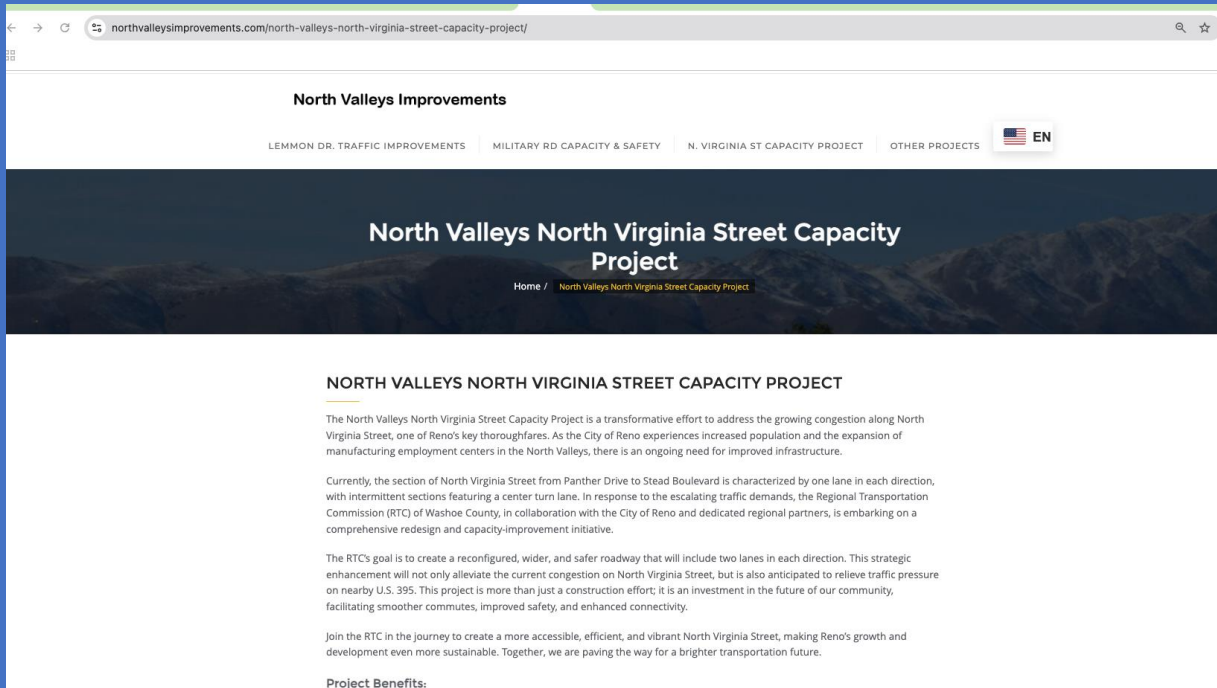 northvalleysimprovements.com/north-valleys-north-virginia-street-capacity-project/
North Valleys Improvements
LEMMON DR. TRAFFIC IMPROVEMENTS MILITARY RD CAPACITY & SAFETY N. VIRGINIA ST CAPACITY PROJECT OTHER PROJECTS EN
North Valleys North Virginia Street Capacity
Project
Home / North Valleys North Virginia Street Capacity Project
NORTH VALLEYS NORTH VIRGINIA STREET CAPACITY PROJECT
The North Valleys North Virginia Street Capacity Project is a transformative effort to address the growing congestion along North
Virginia Street, one of Reno's key thoroughfares. As the City of Reno experiences increased population and the expansion of
manufacturing employment centers in the North Valleys, there is an ongoing need for improved infrastructure.
Currently, the section of North Virginia Street from Panther Drive to Stead Boulevard is characterized by one lane in each direction,
with intermittent sections featuring a center turn lane. In response to the escalating traffic demands, the Regional Transportation
Commission (RTC) of Washoe County, in collaboration with the City of Reno and dedicated regional partners, is embarking on a
comprehensive redesign and capacity-improvement initiative.
The RTC's goal is to create a reconfigured, wider, and safer roadway that will include two lanes in each direction. This strategic
enhancement will not only alleviate the current congestion on North Virginia Street, but is also anticipated to relieve traffic pressure
on nearby U.S. 395. This project is more than just a construction effort; it is an investment in the future of our community,
facilitating smoother commutes, improved safety, and enhanced connectivity.
Join the RTC in the journey to create a more accessible, efficient, and vibrant North Virginia Street, making Reno's growth and
development even more sustainable. Together, we are paving the way for a brighter transportation future.
Project Benefits: